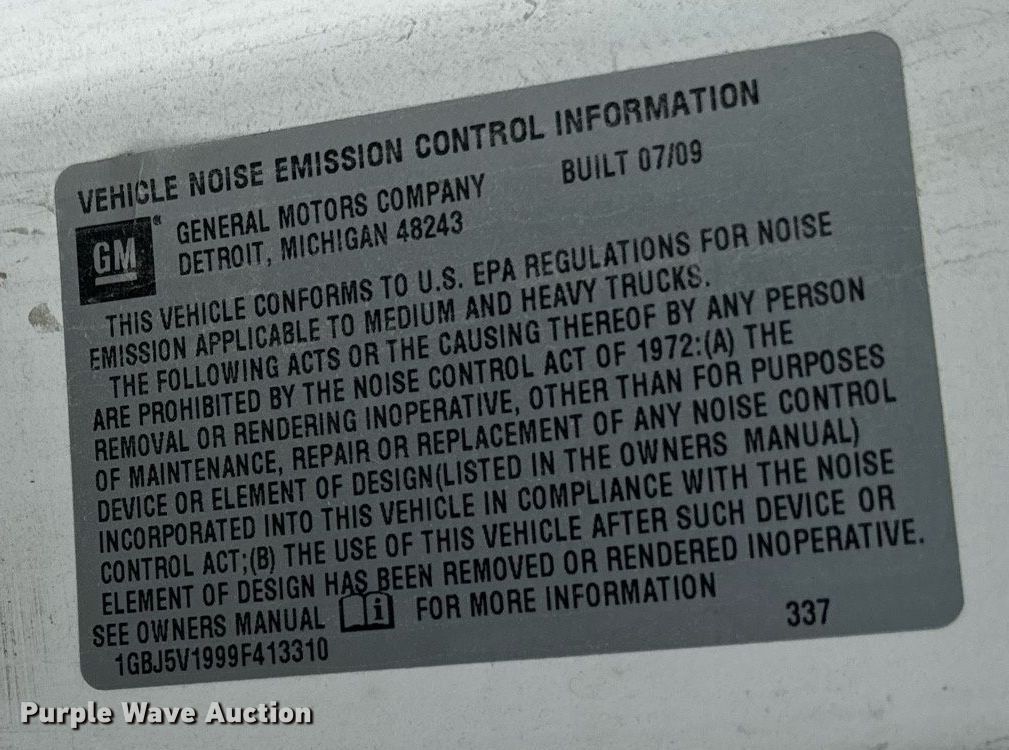 VEHICLE NOISE EMISSION CONTROL INFORMATION
GM® GENERAL MOTORS COMPANY BUILT 07/09
DETROIT, MICHIGAN 48243
THIS VEHICLE CONFORMS TO U.S. EPA REGULATIONS FOR NOISE
EMISSION APPLICABLE TO MEDIUM AND HEAVY TRUCKS.
THE FOLLOWING ACTS OR THE CAUSING THEREOF BY ANY PERSON
ARE PROHIBITED BY THE NOISE CONTROL ACT OF 1972:(A) THE
REMOVAL OR RENDERING INOPERATIVE, OTHER THAN FOR PURPOSES
OF MAINTENANCE, REPAIR OR REPLACEMENT OF ANY NOISE CONTROL
DEVICE OR ELEMENT OF DESIGN(LISTED IN THE OWNERS MANUAL)
INCORPORATED INTO THIS VEHICLE IN COMPLIANCE WITH THE NOISE
CONTROL ACT;(B) THE USE OF THIS VEHICLE AFTER SUCH DEVICE OR
ELEMENT OF DESIGN HAS BEEN REMOVED OR RENDERED INOPERATIVE.
SEE OWNERS MANUAL i FOR MORE INFORMATION
1GBJ5V1999F413310 337
Purple Wave Auction